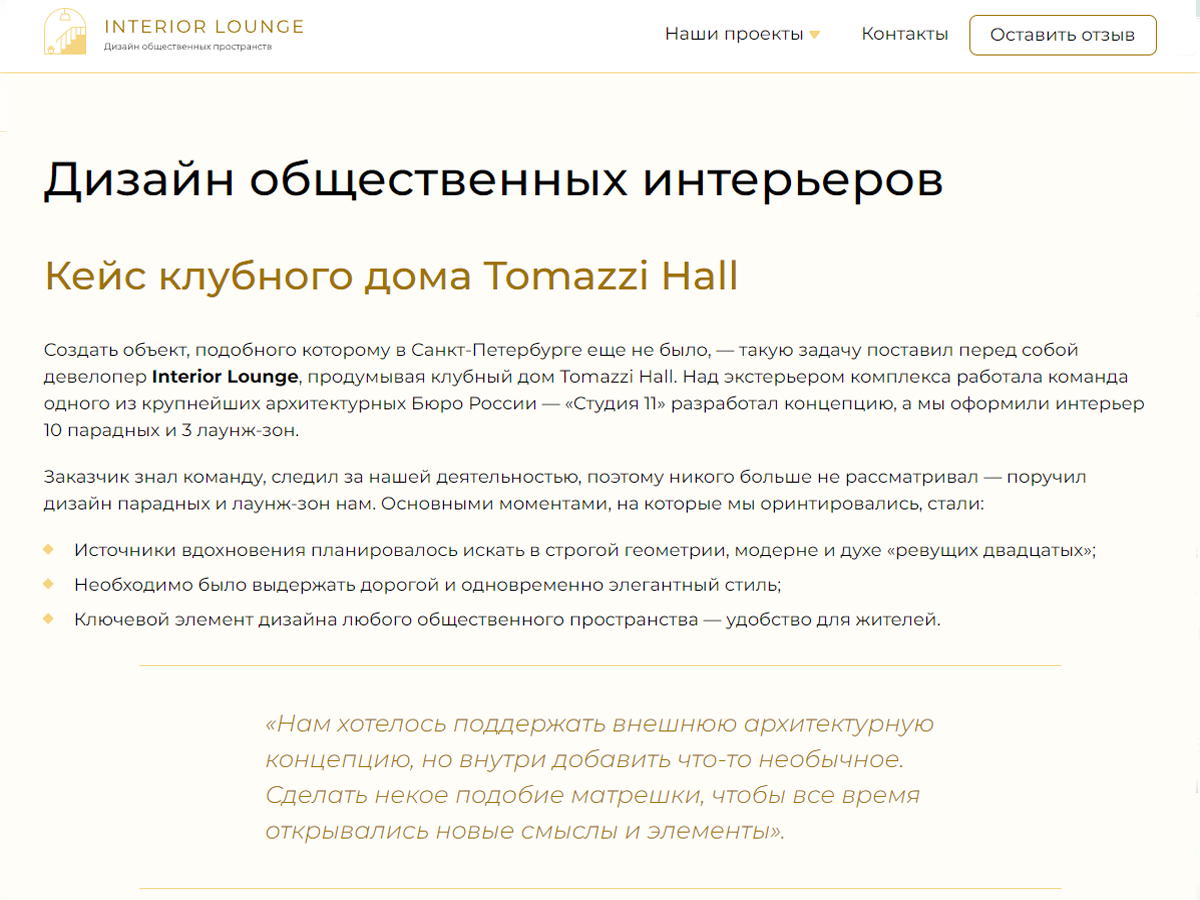 INTERIOR LOUNGE
Дизайн общественных пространств
Наши проекты
Контакты
Оставить отзыв
Дизайн общественных интерьеров
Кейс клубного дома Tomazzi Hall
Создать объект, подобного которому в Санкт-Петербурге еще не было, — такую задачу поставил перед собой
девелопер Interior Lounge, продумывая клубный дом Tomazzi Hall. Над экстерьером комплекса работала команда
одного из крупнейших архитектурных Бюро России — «Студия 11» разработал концепцию, а мы оформили интерьер
10 парадных и 3 лаунж-зон.
Заказчик знал команду, следил за нашей деятельностью, поэтому никого больше не рассматривал — поручил
дизайн парадных и лаунж-зон нам. Основными моментами, на которые мы оринтировались, стали:
Источники вдохновения планировалось искать в строгой геометрии, модерне и духе «ревущих двадцатых»;
Необходимо было выдержать дорогой и одновременно элегантный стиль;
Ключевой элемент дизайна любого общественного пространства — удобство для жителей.
«Нам хотелось поддержать внешнюю архитектурную
концепцию, но внутри добавить что-то необычное.
Сделать некое подобие матрешки, чтобы все время
открывались новые смыслы и элементы».